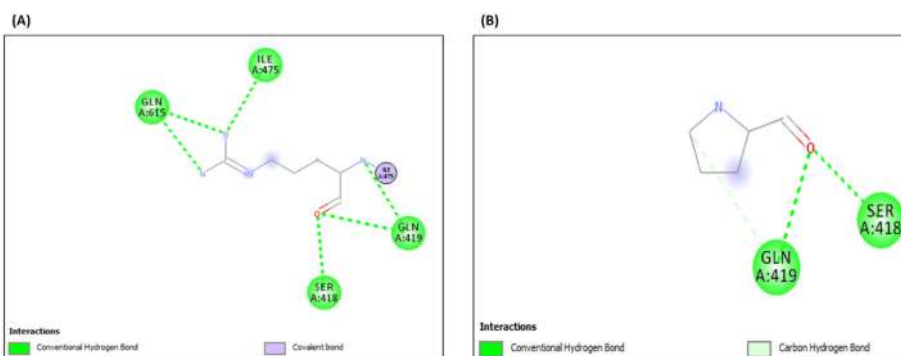 (A)
(B)
ILE
A:475
GLN
A:615
N
N
NH
N
O
GLN
A:419
SER
A:418
Interactions
Conventional Hydrogen Bond
Covalent bond
N
O
SER
A:418
GLN
A:419
Interactions
Conventional Hydrogen Bond
Carbon Hydrogen Bond